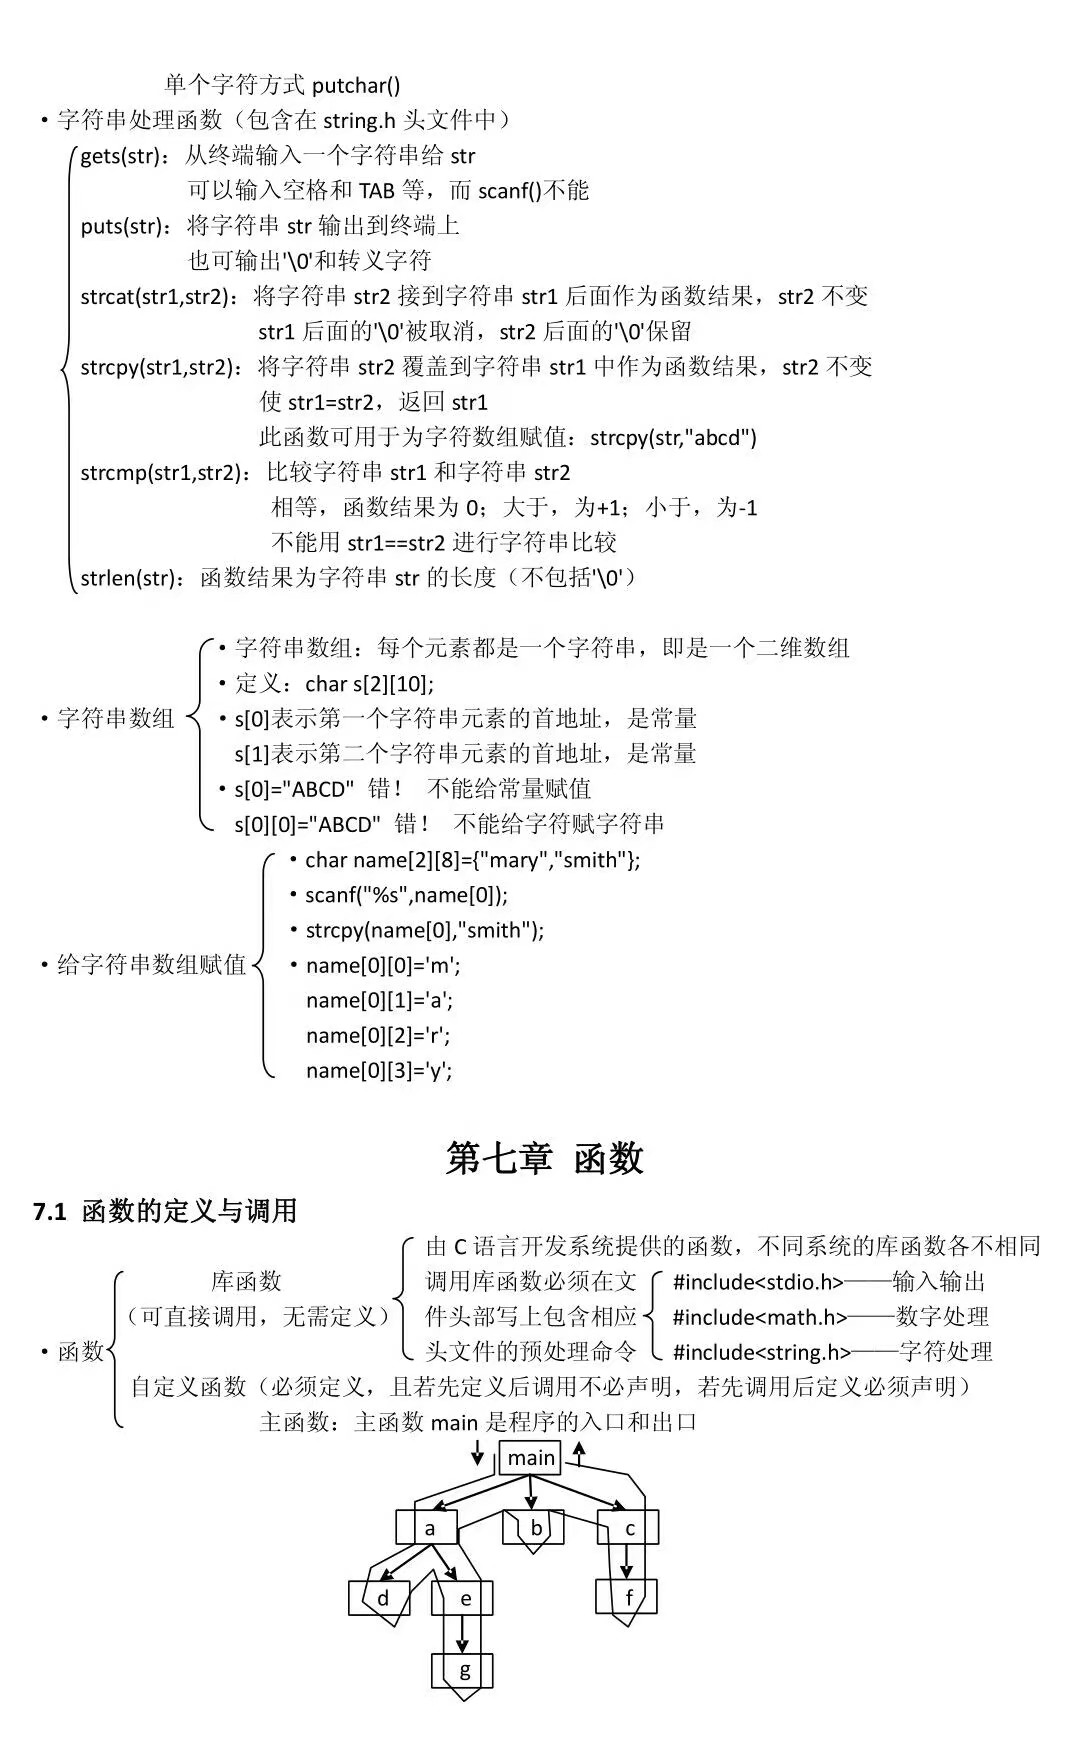 单个字符方式 putchar()
·字符串处理函数（包含在 string.h 头文件中）
gets(str)：从终端输入一个字符串给 str
可以输入空格和 TAB 等，而 scanf()不能
puts(str)：将字符串 str 输出到终端上
也可输出'\0'和转义字符
strcat(str1,str2)：将字符串 str2 接到字符串 str1 后面作为函数结果，str2 不变
str1 后面的'\0'被取消，str2 后面的'\0'保留
strcpy(str1,str2)：将字符串 str2 覆盖到字符串 str1 中作为函数结果，str2 不变
使 str1=str2，返回 str1
此函数可用于为字符数组赋值：strcpy(str,"abcd")
strcmp(str1,str2)：比较字符串 str1 和字符串 str2
相等，函数结果为 0；大于，为+1；小于，为-1
不能用 str1==str2 进行字符串比较
strlen(str)：函数结果为字符串 str 的长度（不包括'\0'）
·字符串数组
·字符串数组：每个元素都是一个字符串，即是一个二维数组
·定义：char s[2][10];
·s[0]表示第一个字符串元素的首地址，是常量
s[1]表示第二个字符串元素的首地址，是常量
·s[0]="ABCD" 错！ 不能给常量赋值
s[0][0]="ABCD" 错！ 不能给字符赋字符串
·给字符串数组赋值
·char name[2][8]={"mary","smith"};
·scanf("%s",name[0]);
·strcpy(name[0],"smith");
·name[0][0]='m';
name[0][1]='a';
name[0][2]='r';
name[0][3]='y';
第七章 函数
7.1 函数的定义与调用
·函数
库函数
（可直接调用，无需定义）
由 C 语言开发系统提供的函数，不同系统的库函数各不相同
调用库函数必须在文
件头部写上包含相应
头文件的预处理命令
#include<stdio.h>——输入输出
#include<math.h>——数字处理
#include<string.h>——字符处理
自定义函数（必须定义，且若先定义后调用不必声明，若先调用后定义必须声明）
主函数：主函数 main 是程序的入口和出口
main
a b c
d e f
g